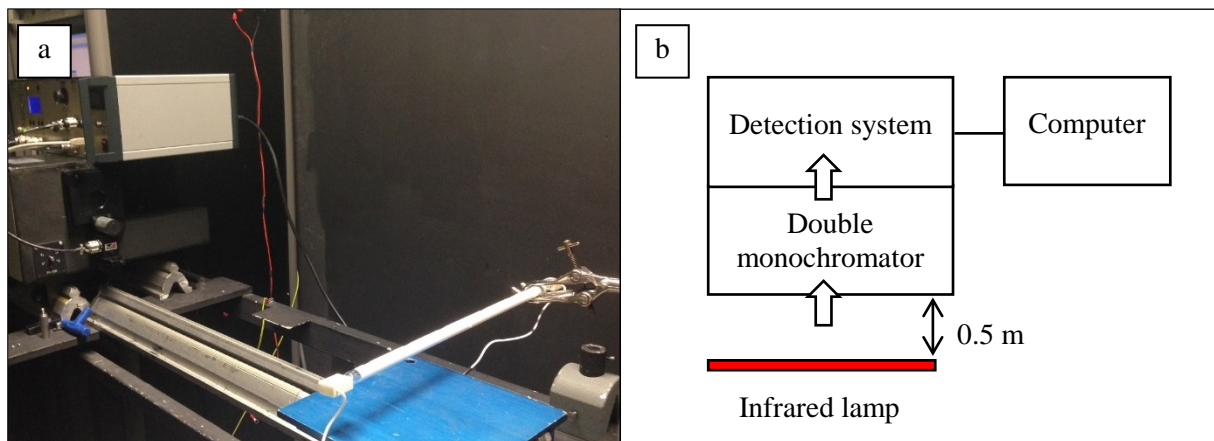 a
b
Detection system
Computer
Double
monochromator
0.5 m
Infrared lamp